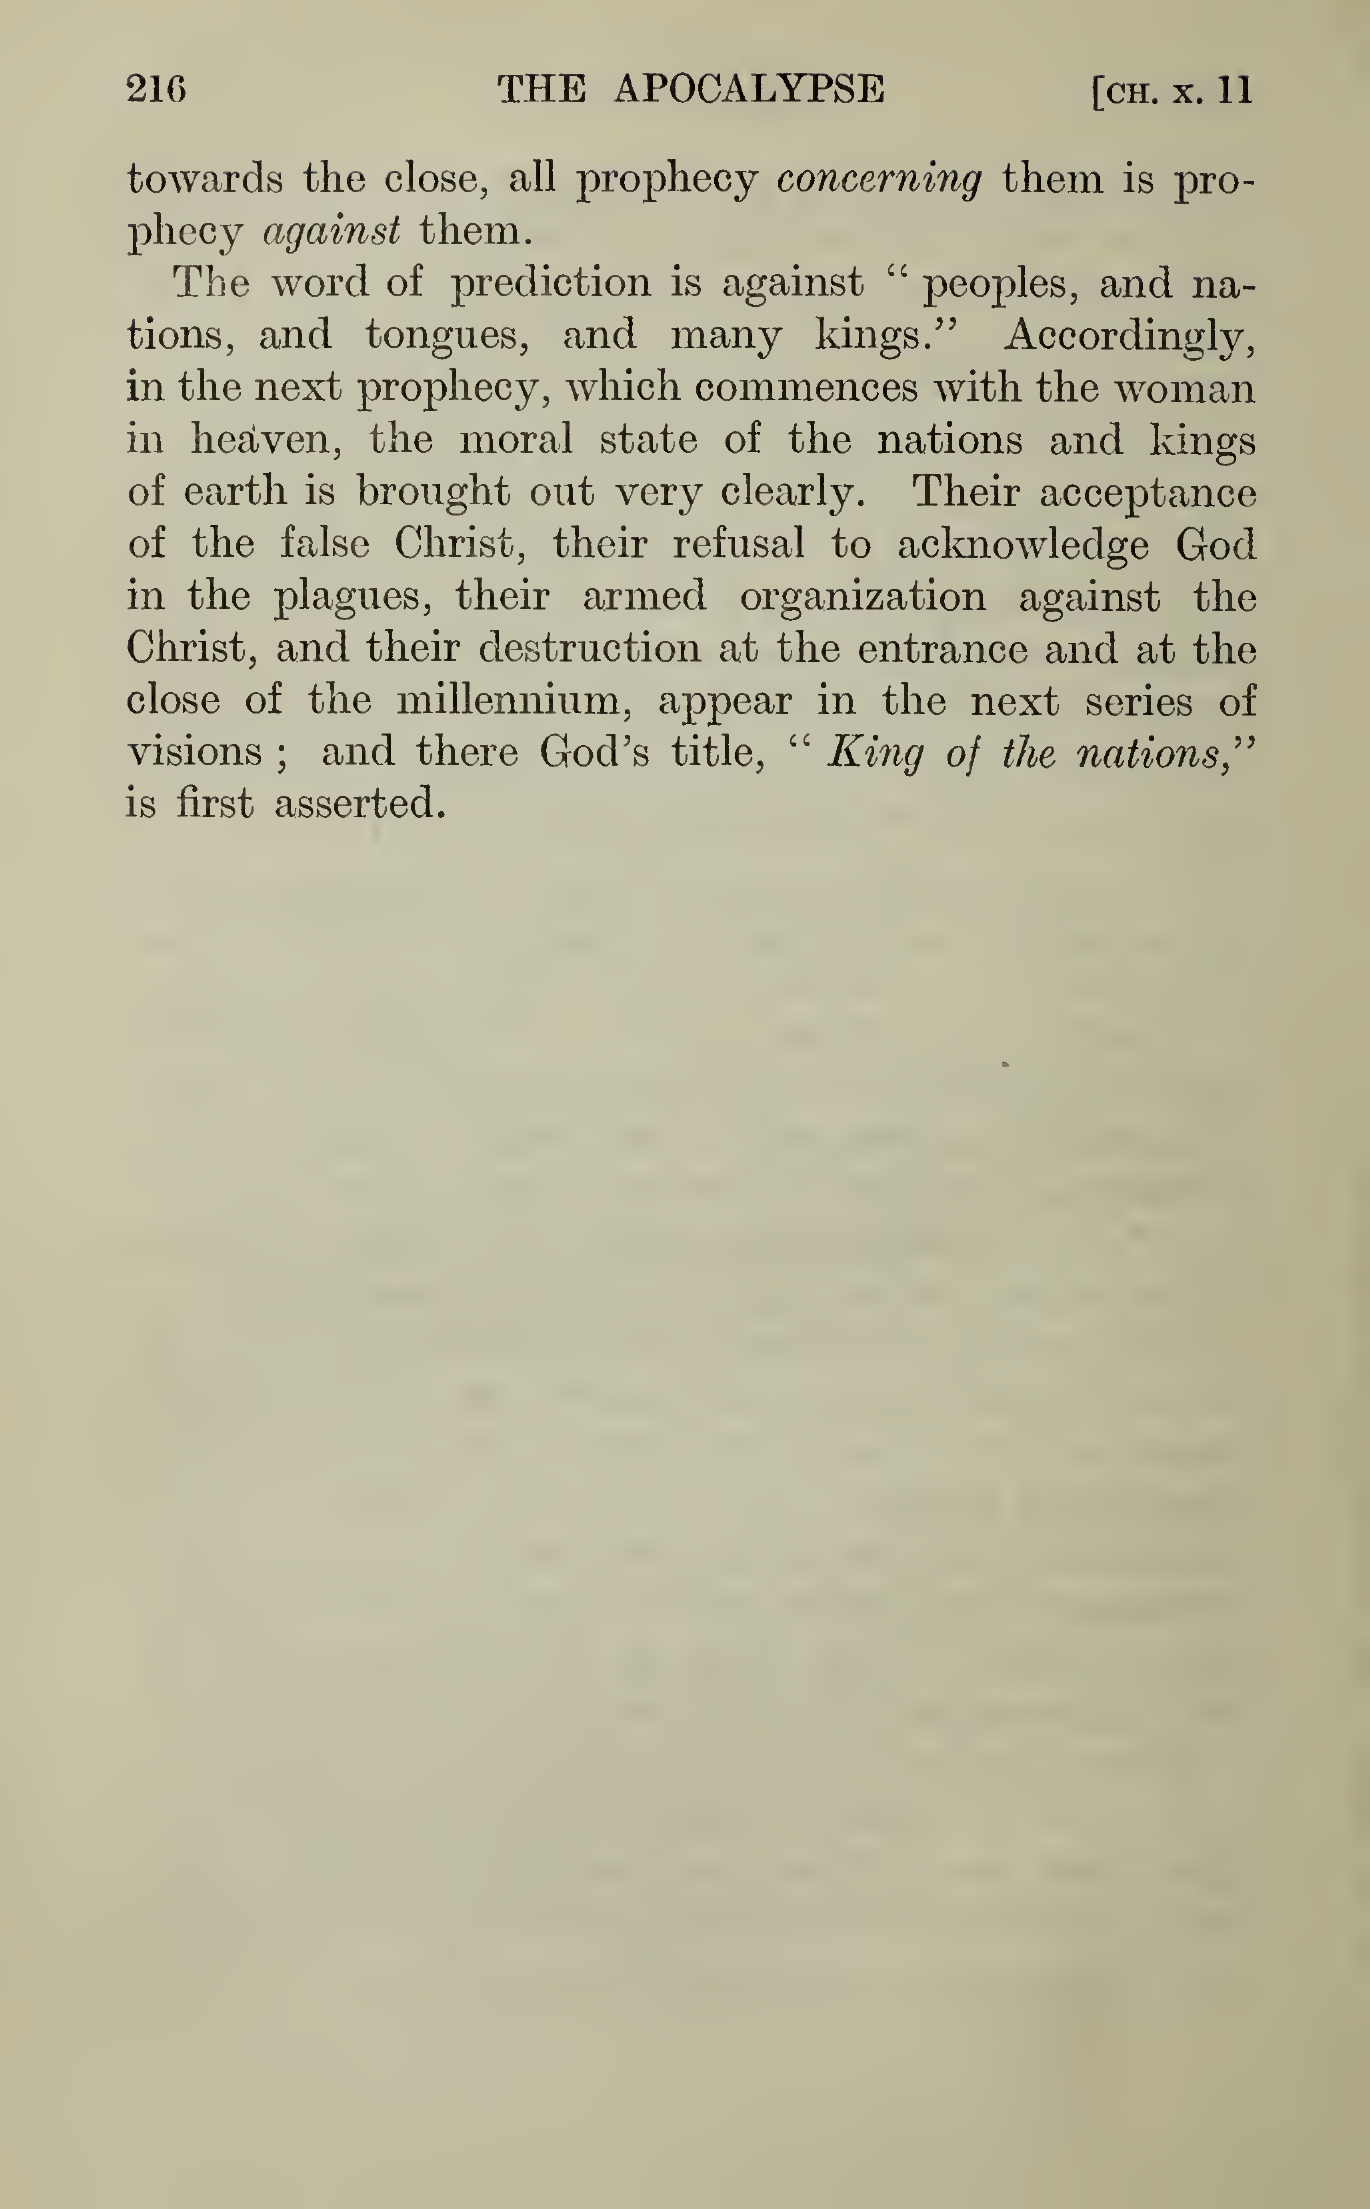 216 THE APOCALYPSE [CH. X. 11
towards the close, all prophecy concerning them is pro-
phecy against them.
The word of prediction is against “ peoples, and na-
tions, and tongues, and many kings.” Accordingly,
in the next prophecy, which commences with the woman
in heaven, the moral state of the nations and kings
of earth is brought out very clearly. Their acceptance
of the false Christ, their refusal to acknowledge God
in the plagues, their armed organization against the
Christ, and their destruction at the entrance and at the
close of the millennium, appear in the next series of
visions ; and there God’s title, “ King of the nations,”
is first asserted.